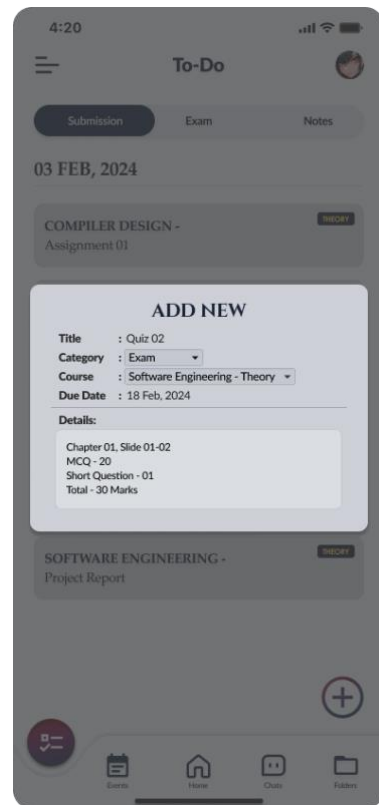 4:20
To-Do
Submission Exam Notes
03 FEB, 2024
COMPILER DESIGN - THEORY
Assignment 01
ADD NEW
Title : Quiz 02
Category : Exam
Course : Software Engineering - Theory
Due Date : 18 Feb, 2024
Details:
Chapter 01, Slide 01-02
MCQ - 20
Short Question - 01
Total - 30 Marks
SOFTWARE ENGINEERING - THEORY
Project Report
Events Home Chats Folders